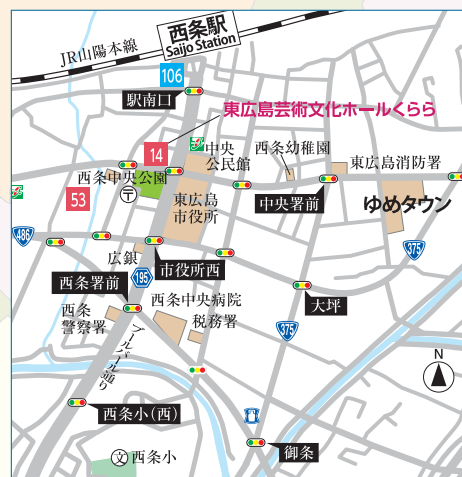 西条駅
Saijo Station
JR山陽本線
106
駅南口
東広島芸術文化ホールくらら
14
中央
公民館
西条幼稚園
東広島消防署
西条中央公園
53
東広島
市役所
中央署前
ゆめタウン
486
広銀
市役所西
375
195
西条署前
西条中央病院
大坪
西条
警察署
税務署
375
ブールバール通り
N
西条小(西)
御条
文
西条小